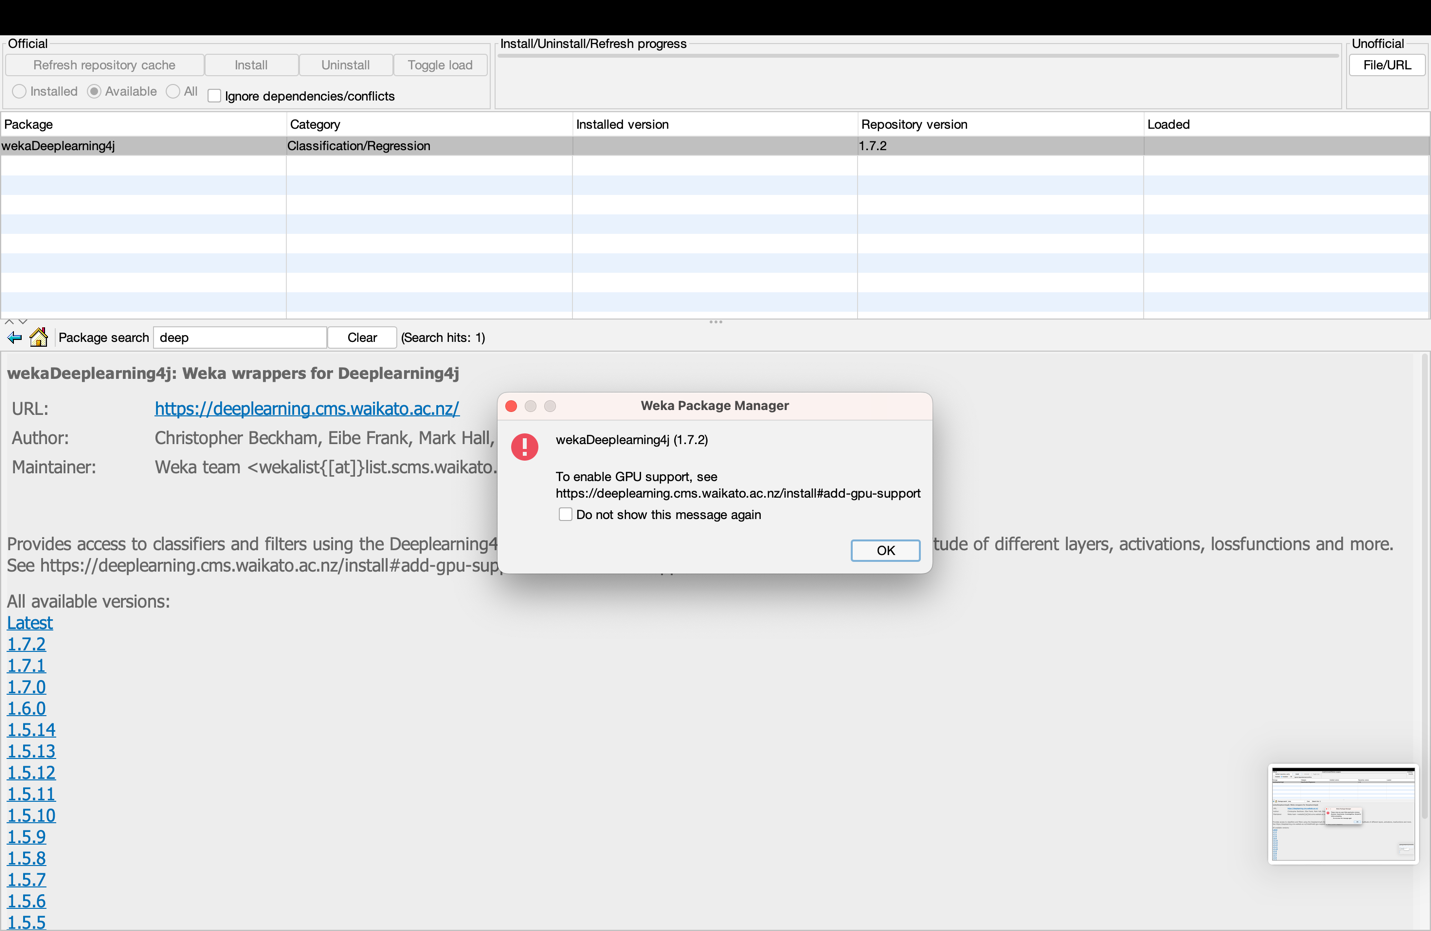 Official
Install/Uninstall/Refresh progress
Unofficial
Refresh repository cache
Install
Uninstall
Toggle load
File/URL
Installed
Available
All
Ignore dependencies/conflicts
Package
Category
Installed version
Repository version
Loaded
wekaDeeplearning4j
Classification/Regression
1.7.2
Package search
deep
Clear
(Search hits: 1)
wekaDeeplearning4j: Weka wrappers for Deeplearning4j
URL:
https://deeplearning.cms.waikato.ac.nz/
Author:
Christopher Beckham, Eibe Frank, Mark Hall,
Maintainer:
Weka team <wekalist{[at]}list.scms.waikato.
Weka Package Manager
wekaDeeplearning4j (1.7.2)
To enable GPU support, see
https://deeplearning.cms.waikato.ac.nz/install#add-gpu-support
Do not show this message again
OK
Provides access to classifiers and filters using the Deeplearning4
tude of different layers, activations, lossfunctions and more.
See https://deeplearning.cms.waikato.ac.nz/install#add-gpu-sup
All available versions:
Latest
1.7.2
1.7.1
1.7.0
1.6.0
1.5.14
1.5.13
1.5.12
1.5.11
1.5.10
1.5.9
1.5.8
1.5.7
1.5.6
1.5.5